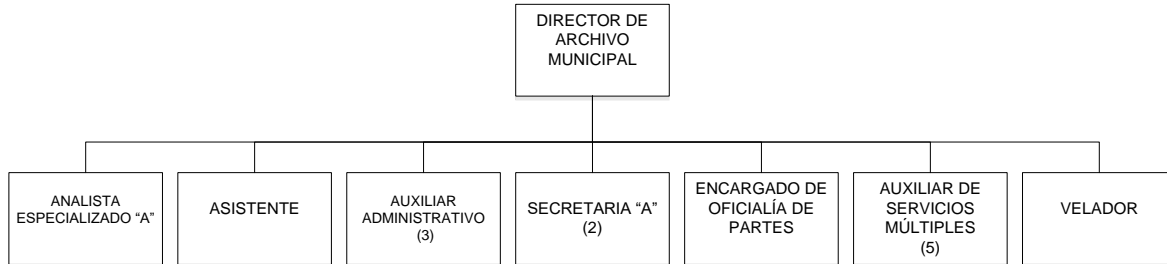 DIRECTOR DE
ARCHIVO
MUNICIPAL
ANALISTA
ESPECIALIZADO “A”
ASISTENTE
AUXILIAR
ADMINISTRATIVO
(3)
SECRETARIA “A”
(2)
ENCARGADO DE
OFICIALÍA DE
PARTES
AUXILIAR DE
SERVICIOS
MÚLTIPLES
(5)
VELADOR